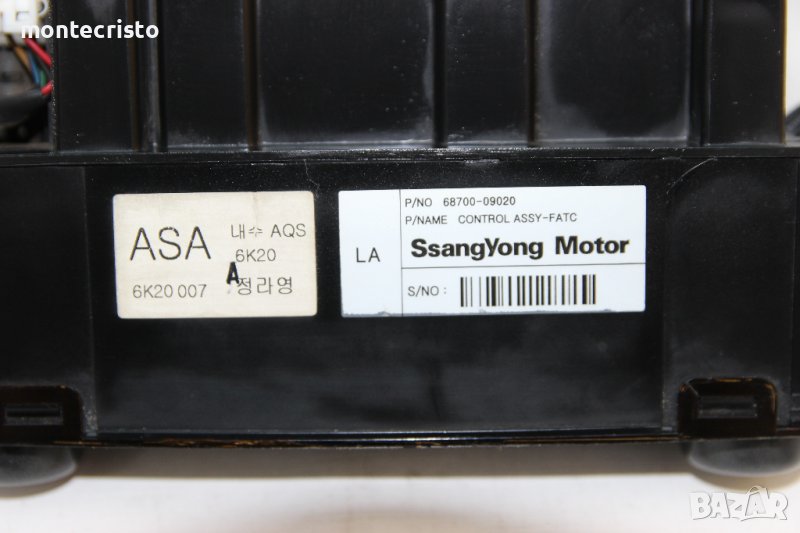 montecristo
ASA 내수 AQS
6K20
6K20 007 A 정라영
LA
P/NO 68700-09020
P/NAME CONTROL ASSY-FATC
SsangYong Motor
S/NO :
BAZAR